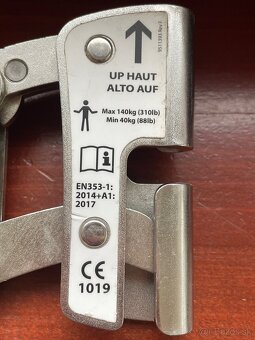 UP HAUT
ALTO AUF
Max 140kg (310lb)
Min 40kg (88lb)
EN353-1:
2014+A1:
2017
CE
1019